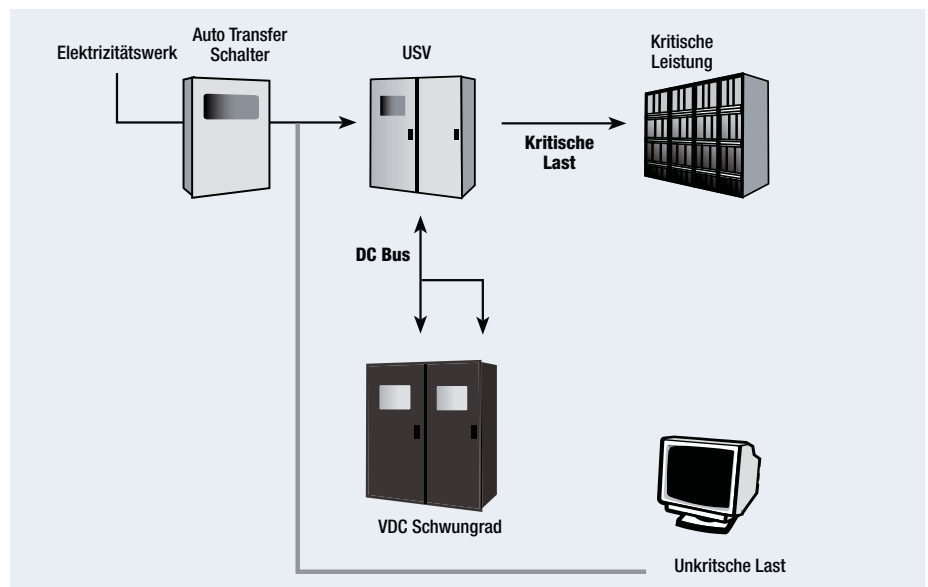 Elektrizitätswerk
Auto Transfer
Schalter
USV
Kritische
Leistung
Kritische
Last
DC Bus
VDC Schwungrad
Unkritsche Last